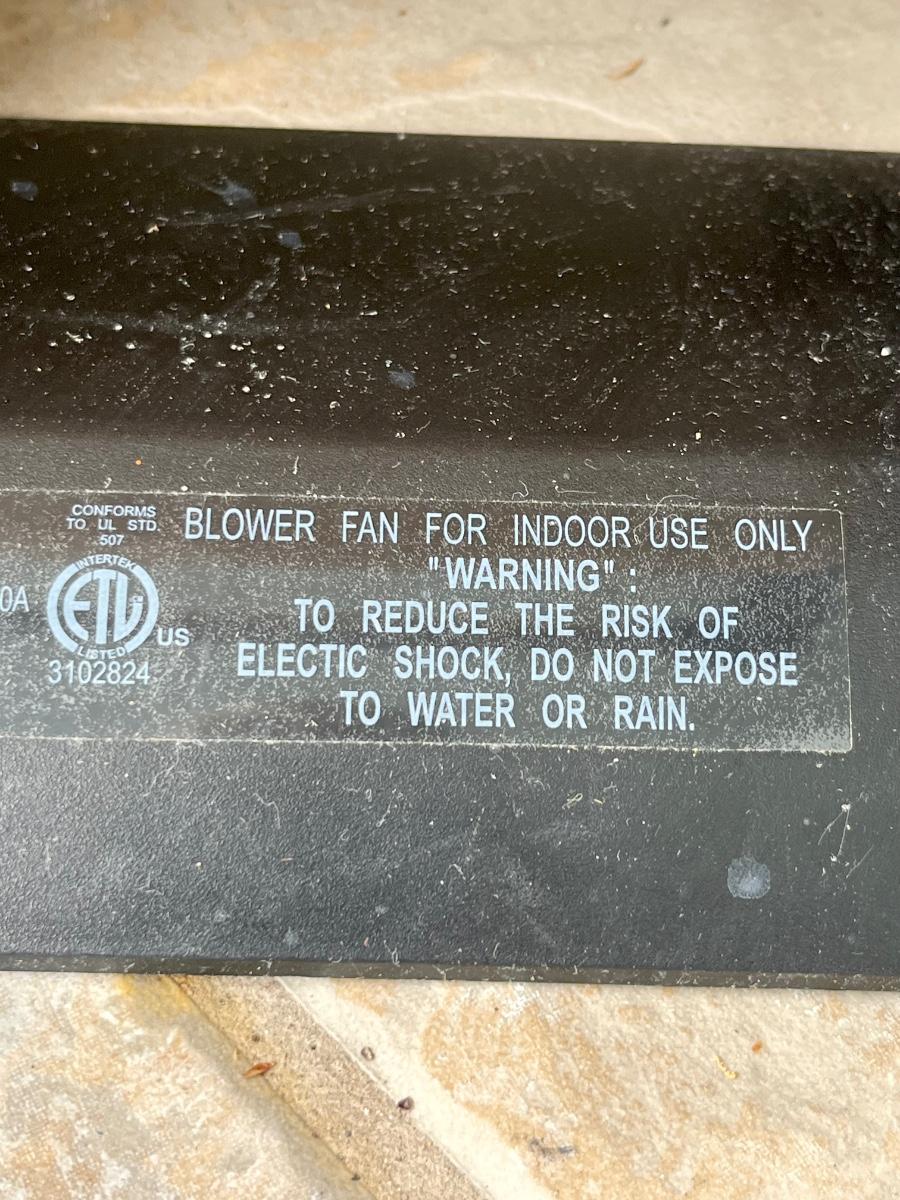 CONFORMS
TO UL STD.
507
INTERTEK
ETL
LISTED
US
3102824
0A
BLOWER FAN FOR INDOOR USE ONLY
"WARNING" :
TO REDUCE THE RISK OF
ELECTIC SHOCK, DO NOT EXPOSE
TO WATER OR RAIN.